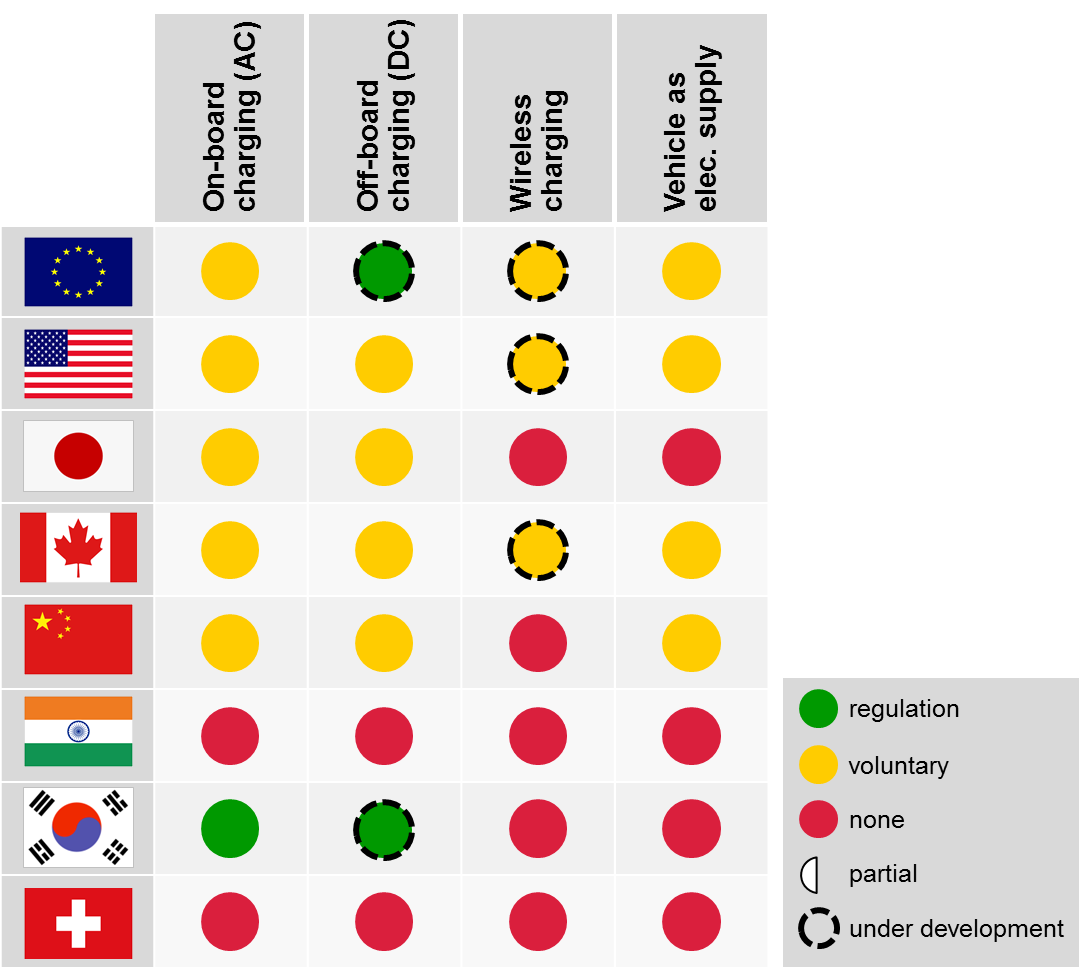 On-board
charging (AC)
Off-board
charging (DC)
Wireless
charging
Vehicle as
elec. supply
regulation
voluntary
none
partial
under development